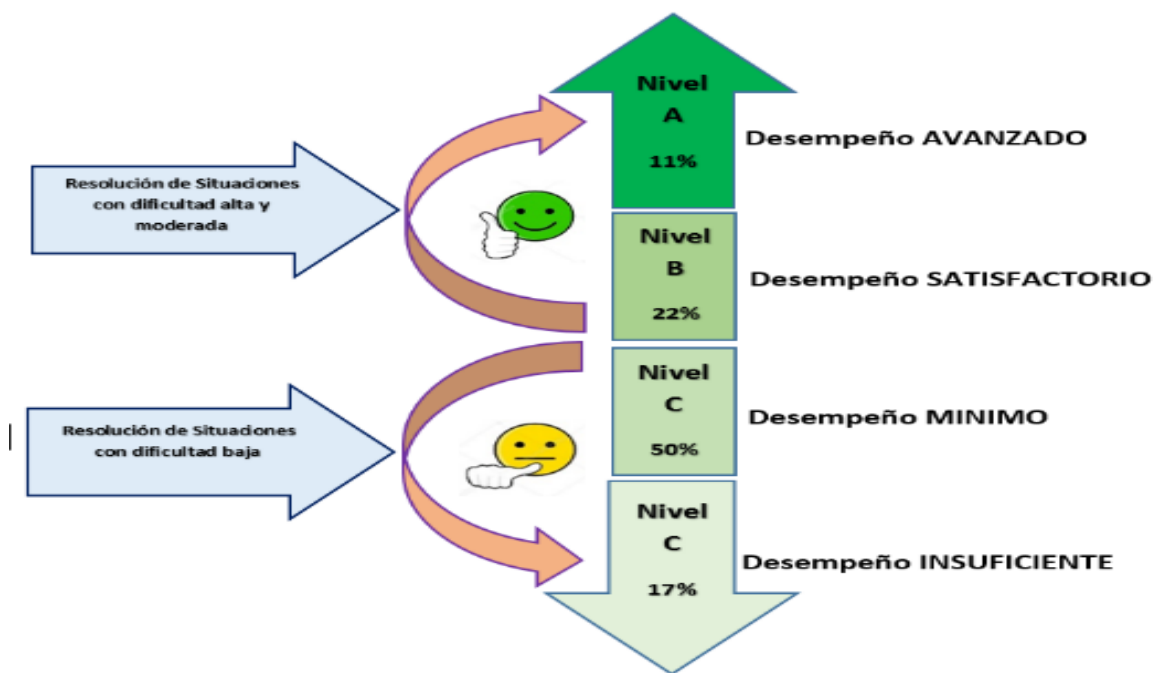 Nivel
A
11%
Desempeño AVANZADO
Resolución de Situaciones
con dificultad alta y
moderada
Nivel
B
22%
Desempeño SATISFACTORIO
Nivel
C
50%
Desempeño MINIMO
Resolución de Situaciones
con dificultad baja
Nivel
C
17%
Desempeño INSUFICIENTE